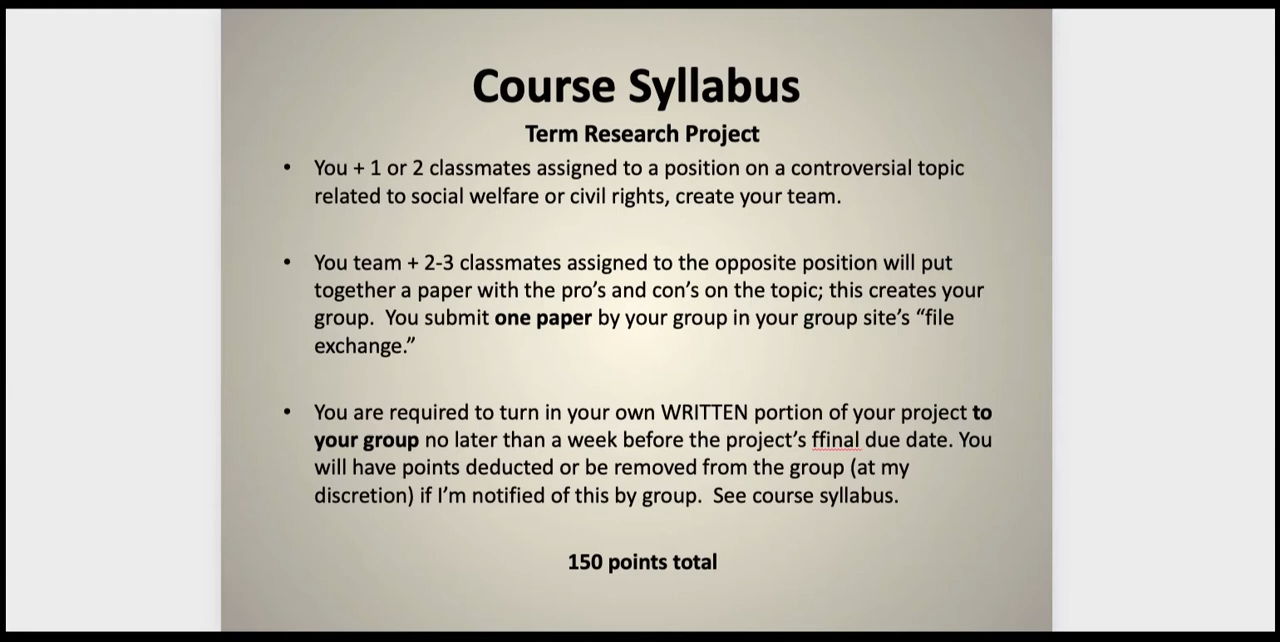 Course Syllabus
Term Research Project
• You + 1 or 2 classmates assigned to a position on a controversial topic
related to social welfare or civil rights, create your team.
• You team + 2-3 classmates assigned to the opposite position will put
together a paper with the pro’s and con’s on the topic; this creates your
group.  You submit one paper by your group in your group site’s “file
exchange.”
• You are required to turn in your own WRITTEN portion of your project to
your group no later than a week before the project’s ffinal due date. You
will have points deducted or be removed from the group (at my
discretion) if I’m notified of this by group.  See course syllabus.
150 points total